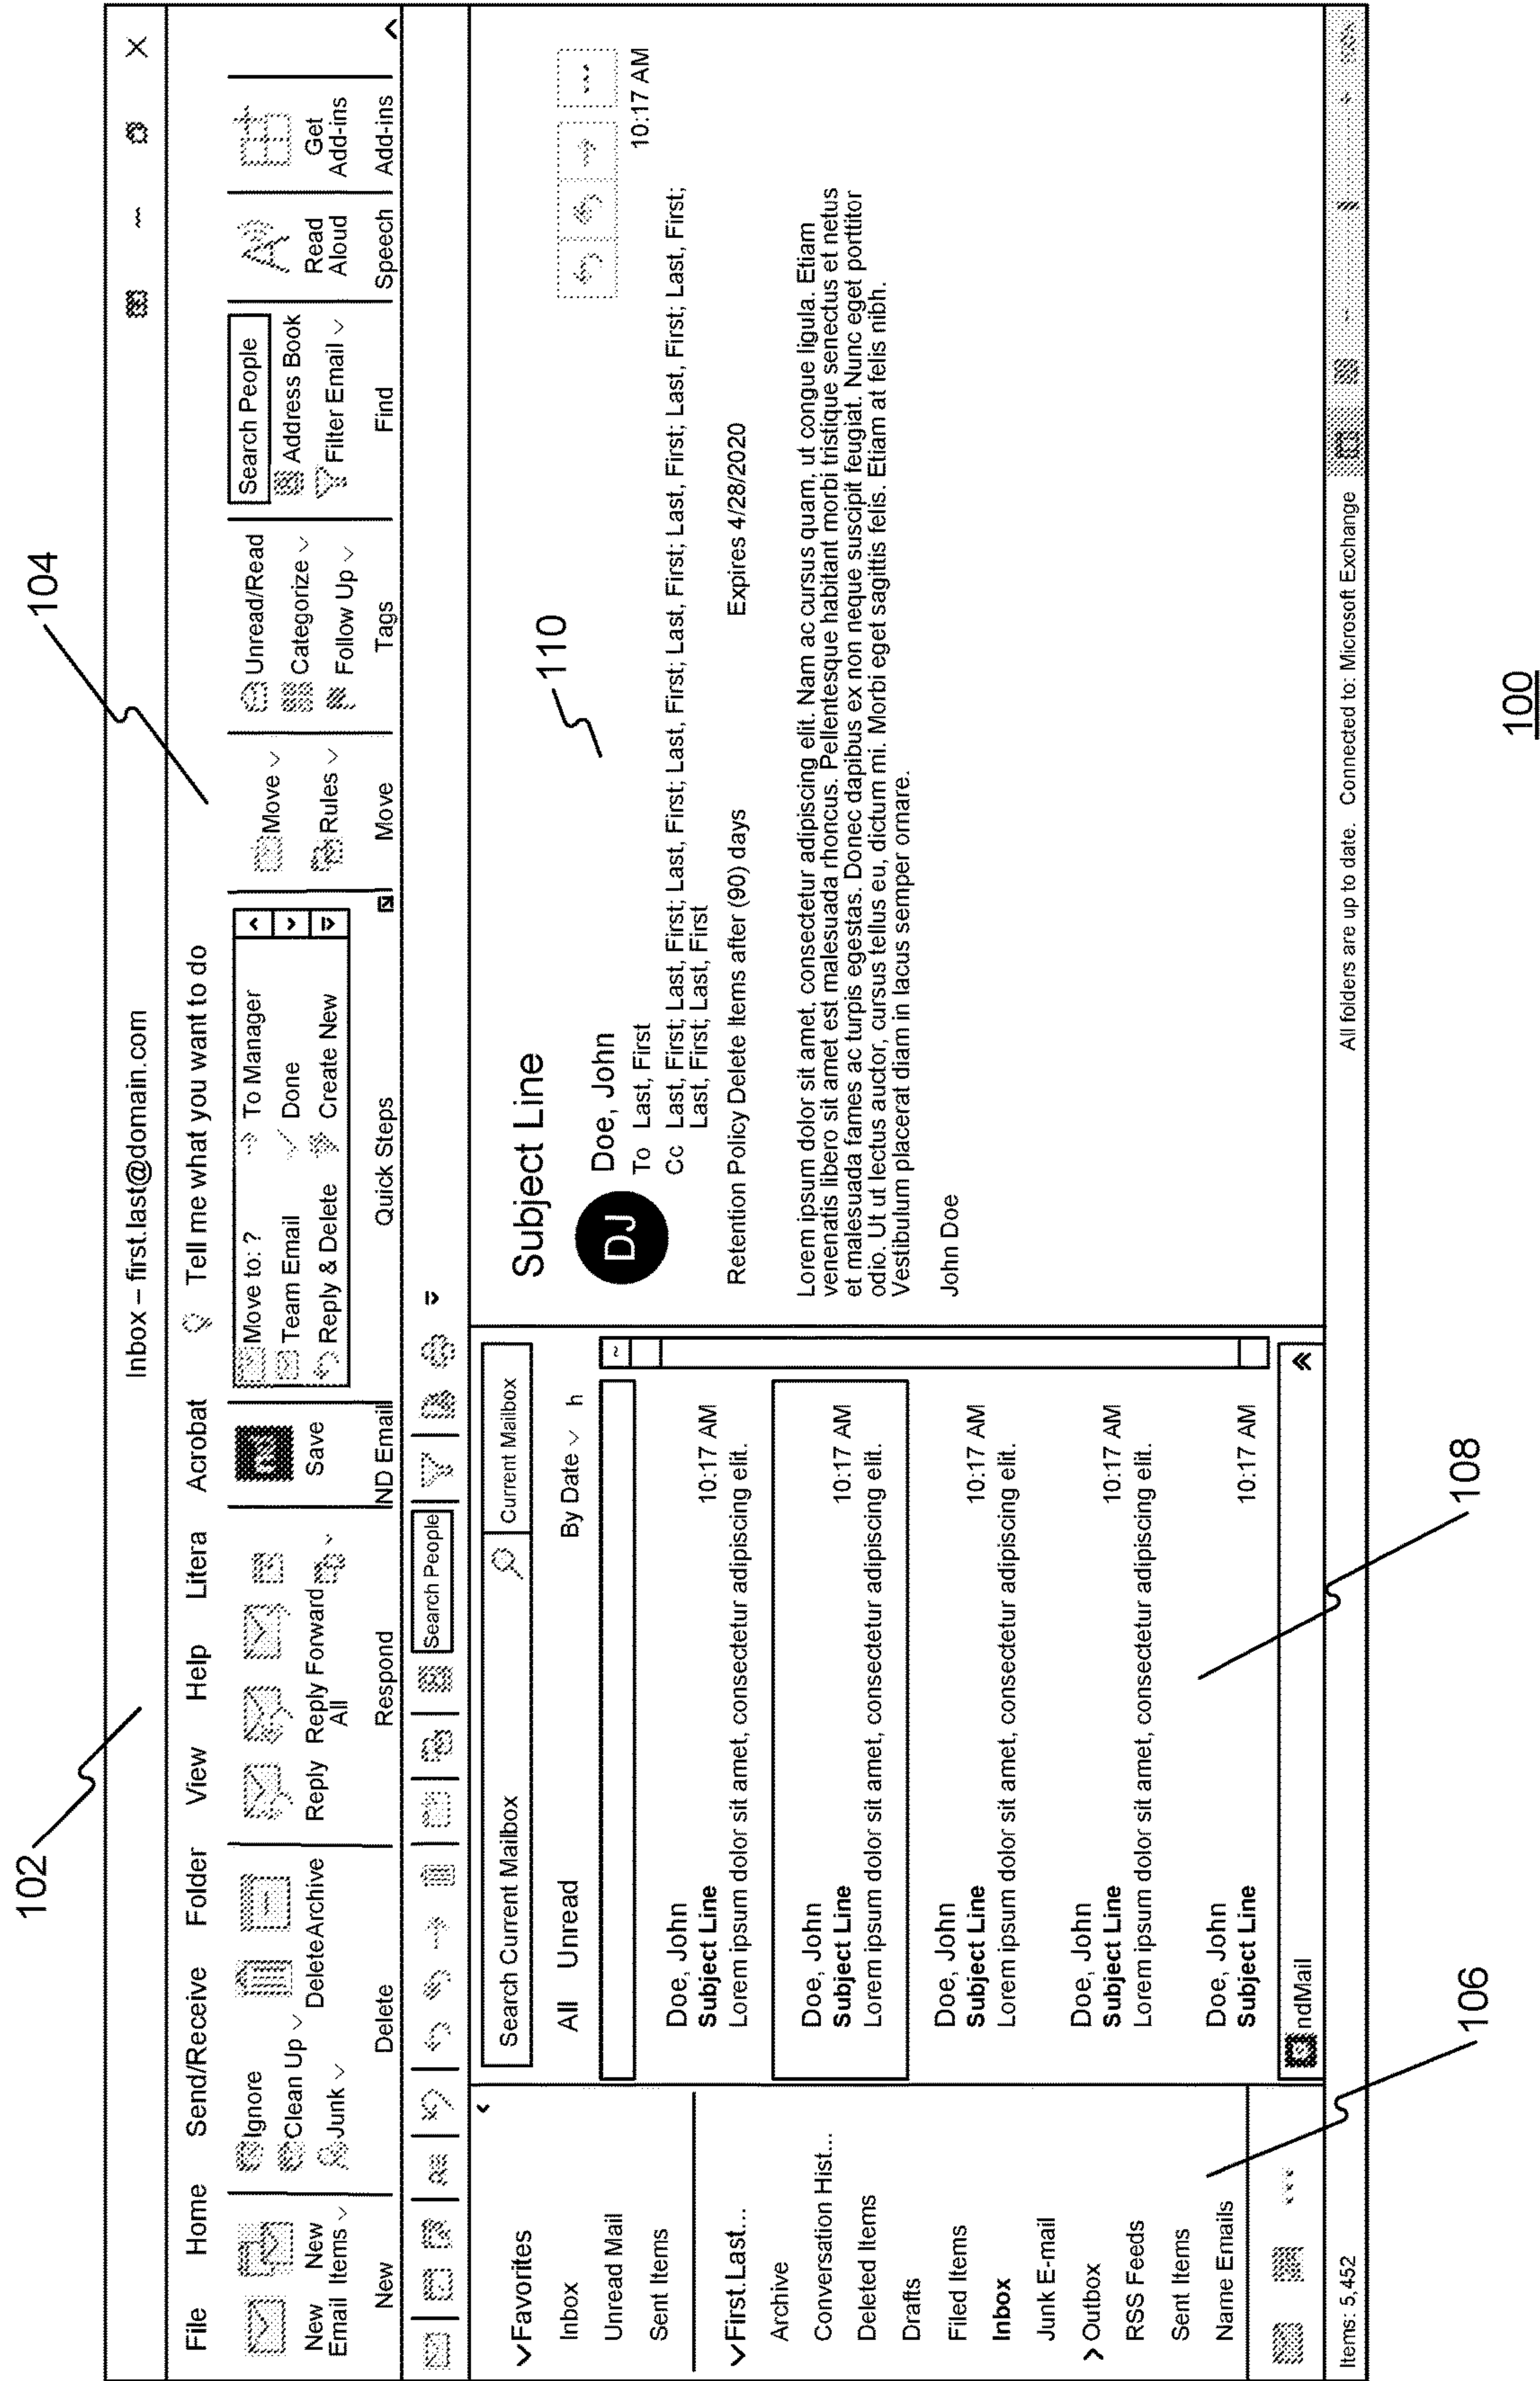 102
104
Inbox – first.last@domain.com
File Home Send/Receive Folder View Help Litera Acrobat Tell me what you want to do
New Email
New Items
New
Ignore
Clean Up
Junk
Delete
Archive
Delete
Reply
Reply All
Forward
Respond
Save
ND Email
Move to: ?
Team Email
Reply & Delete
To Manager
Done
Create New
Quick Steps
Move
Rules
Move
Unread/Read
Categorize
Follow Up
Tags
Search People
Address Book
Filter Email
Find
Read Aloud
Speech
Get Add-ins
Add-ins
Search People
Favorites
Inbox
Unread Mail
Sent Items
First.Last...
Archive
Conversation Hist...
Deleted Items
Drafts
Filed Items
Inbox
Junk E-mail
Outbox
RSS Feeds
Sent Items
Name Emails
Search Current Mailbox
Current Mailbox
All Unread By Date h
Doe, John
Subject Line 10:17 AM
Lorem ipsum dolor sit amet, consectetur adipiscing elit.
Doe, John
Subject Line 10:17 AM
Lorem ipsum dolor sit amet, consectetur adipiscing elit.
Doe, John
Subject Line 10:17 AM
Lorem ipsum dolor sit amet, consectetur adipiscing elit.
Doe, John
Subject Line 10:17 AM
Lorem ipsum dolor sit amet, consectetur adipiscing elit.
Doe, John
Subject Line 10:17 AM
ndMail
Subject Line
110
DJ
Doe, John
10:17 AM
To Last, First
Cc Last, First; Last, First; Last, First; Last, First; Last, First; Last, First; Last, First; Last, First; Last, First;
Last, First; Last, First
Retention Policy Delete Items after (90) days Expires 4/28/2020
Lorem ipsum dolor sit amet, consectetur adipiscing elit. Nam ac cursus quam, ut congue ligula. Etiam
venenatis libero sit amet est malesuada rhoncus. Pellentesque habitant morbi tristique senectus et netus
et malesuada fames ac turpis egestas. Donec dapibus ex non neque suscipit feugiat. Nunc eget porttitor
odio. Ut ut lectus auctor, cursus tellus eu, dictum mi. Morbi eget sagittis felis. Etiam at felis nibh.
Vestibulum placerat diam in lacus semper ornare.
John Doe
Items: 5,452
All folders are up to date. Connected to: Microsoft Exchange
106
108
100